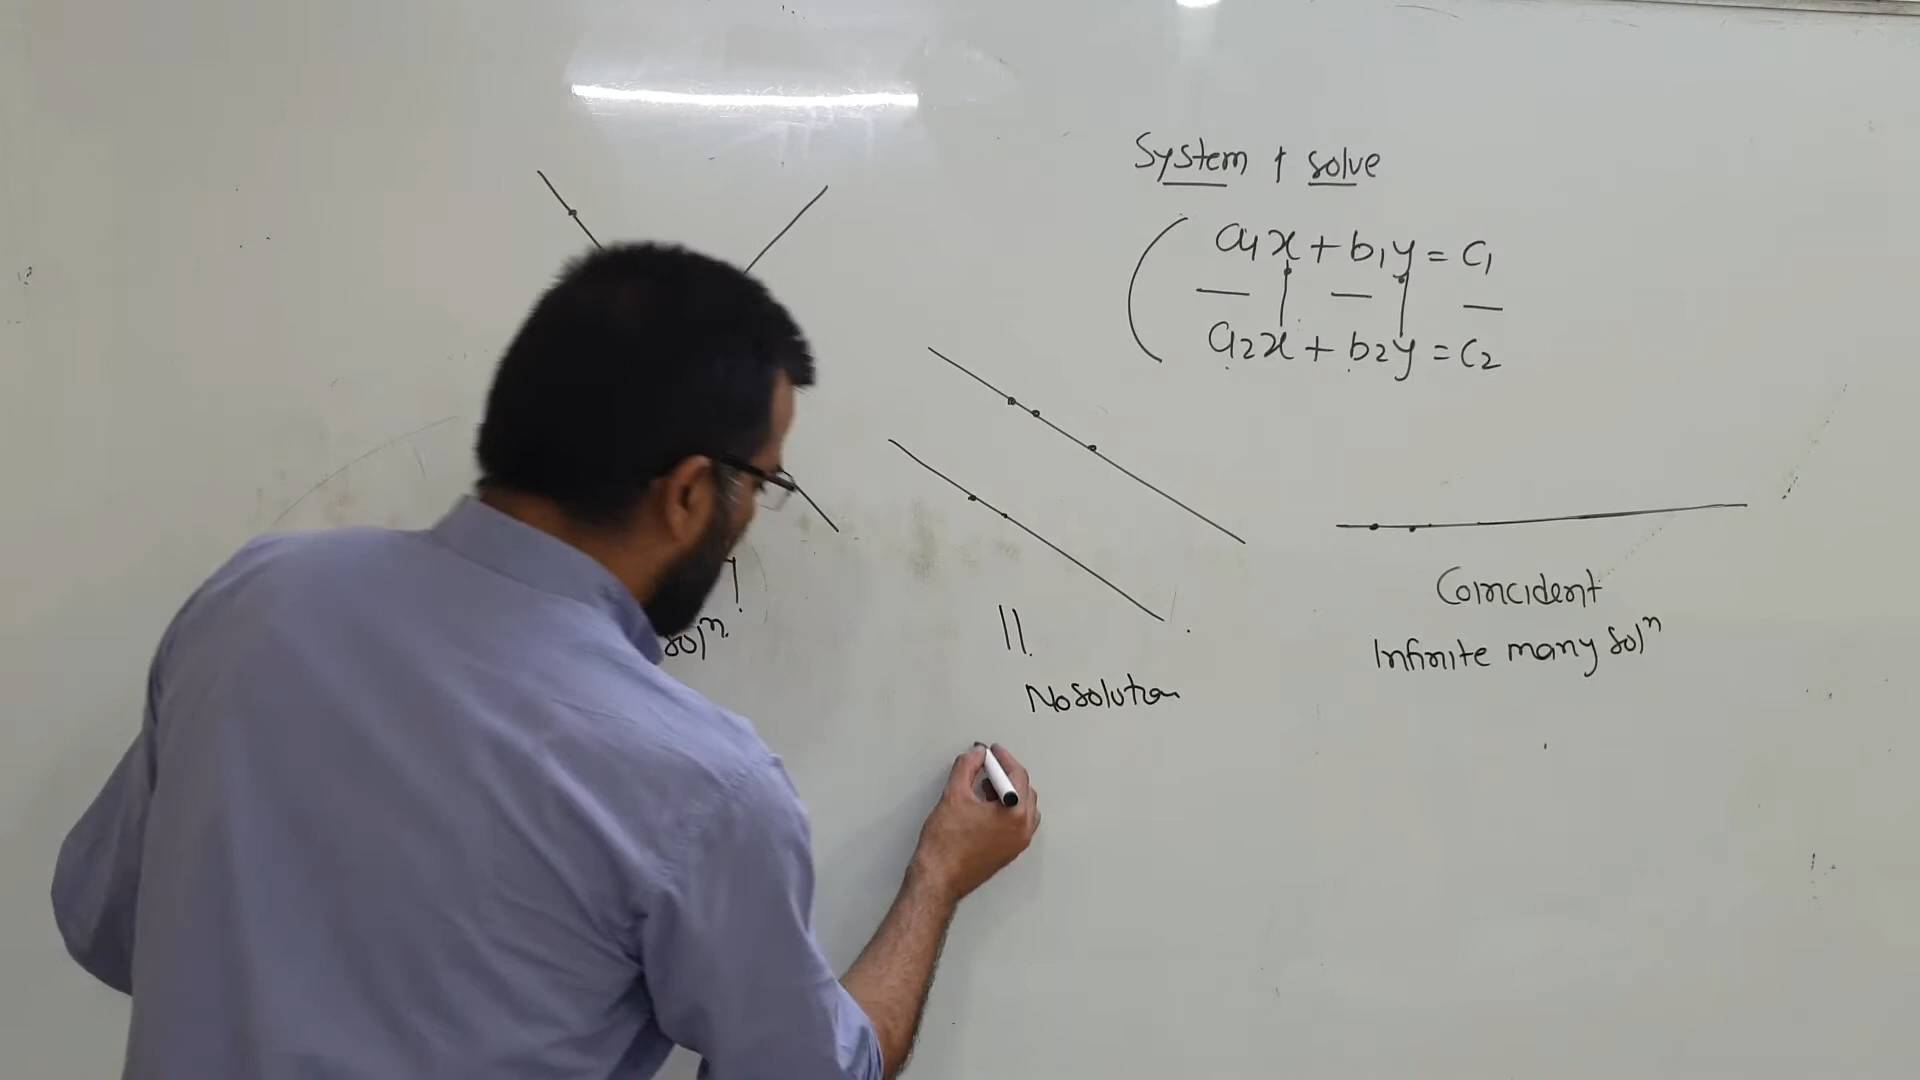 System & solve
a1x + b1y = c1
a2x + b2y = c2
solⁿ
||
No solution
Coincident
Infinite many solⁿ